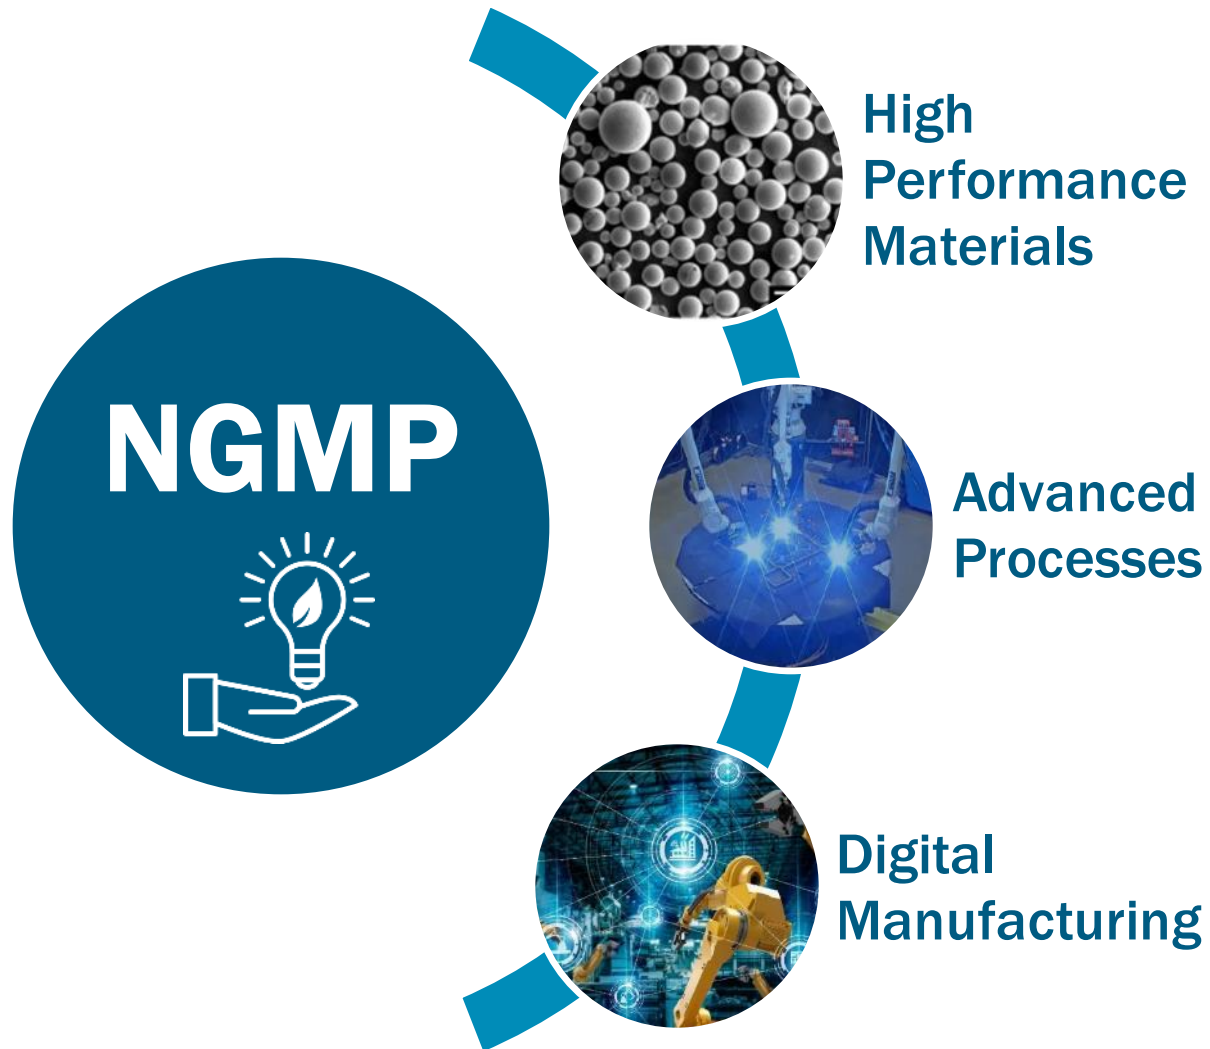 NGMP
High
Performance
Materials
Advanced
Processes
Digital
Manufacturing